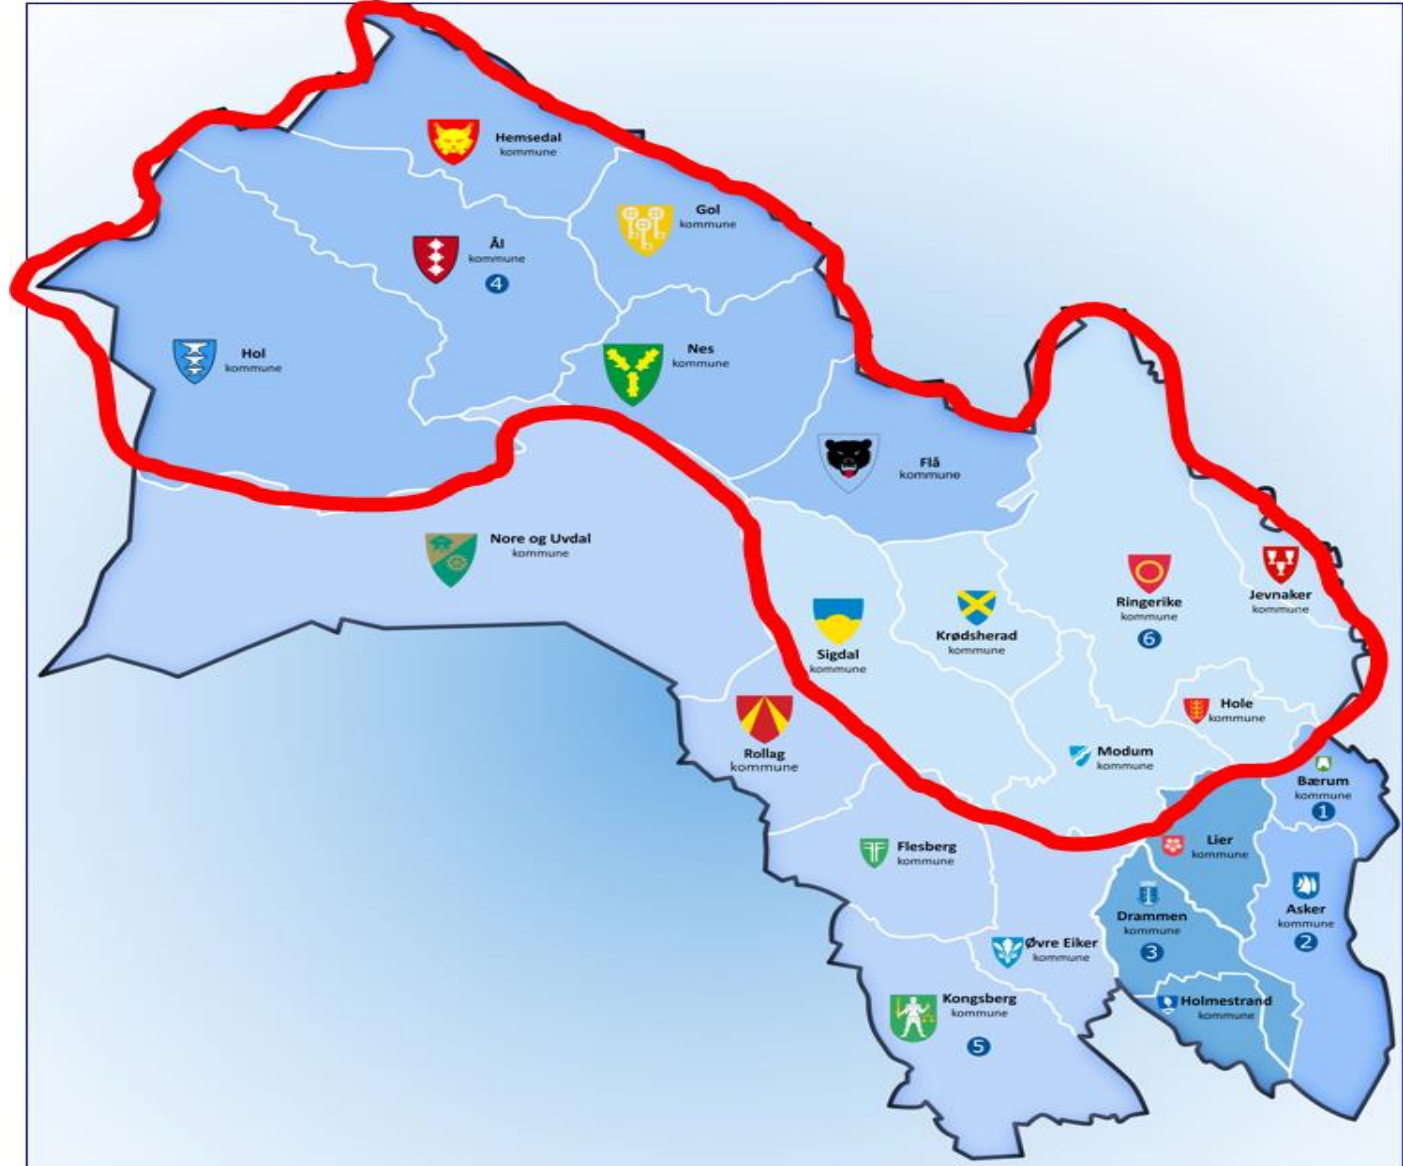 Hemsedal
kommune
Gol
kommune
Ål
kommune
4
Hol
kommune
Nes
kommune
Flå
kommune
Nore og Uvdal
kommune
Sigdal
kommune
Krødsherad
kommune
Ringerike
kommune
6
Jevnaker
kommune
Hole
kommune
Modum
kommune
Rollag
kommune
Bærum
kommune
1
Flesberg
kommune
Lier
kommune
Asker
kommune
2
Drammen
kommune
3
Øvre Eiker
kommune
Kongsberg
kommune
5
Holmestrand
kommune